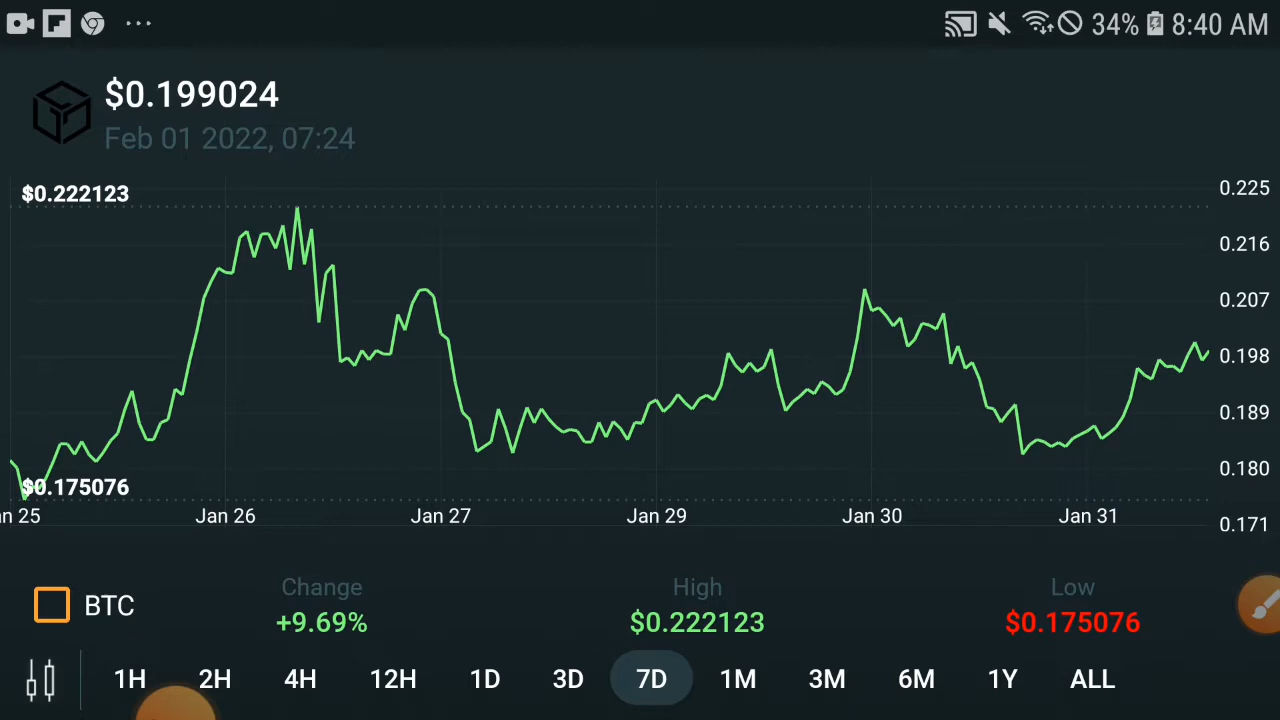 ... 34% 8:40 AM
$0.199024
Feb 01 2022, 07:24
$0.222123
0.225
0.216
0.207
0.198
0.189
0.180
0.171
$0.175076
n 25 Jan 26 Jan 27 Jan 29 Jan 30 Jan 31
BTC
Change High Low
+9.69% $0.222123 $0.175076
1H 2H 4H 12H 1D 3D 7D 1M 3M 6M 1Y ALL